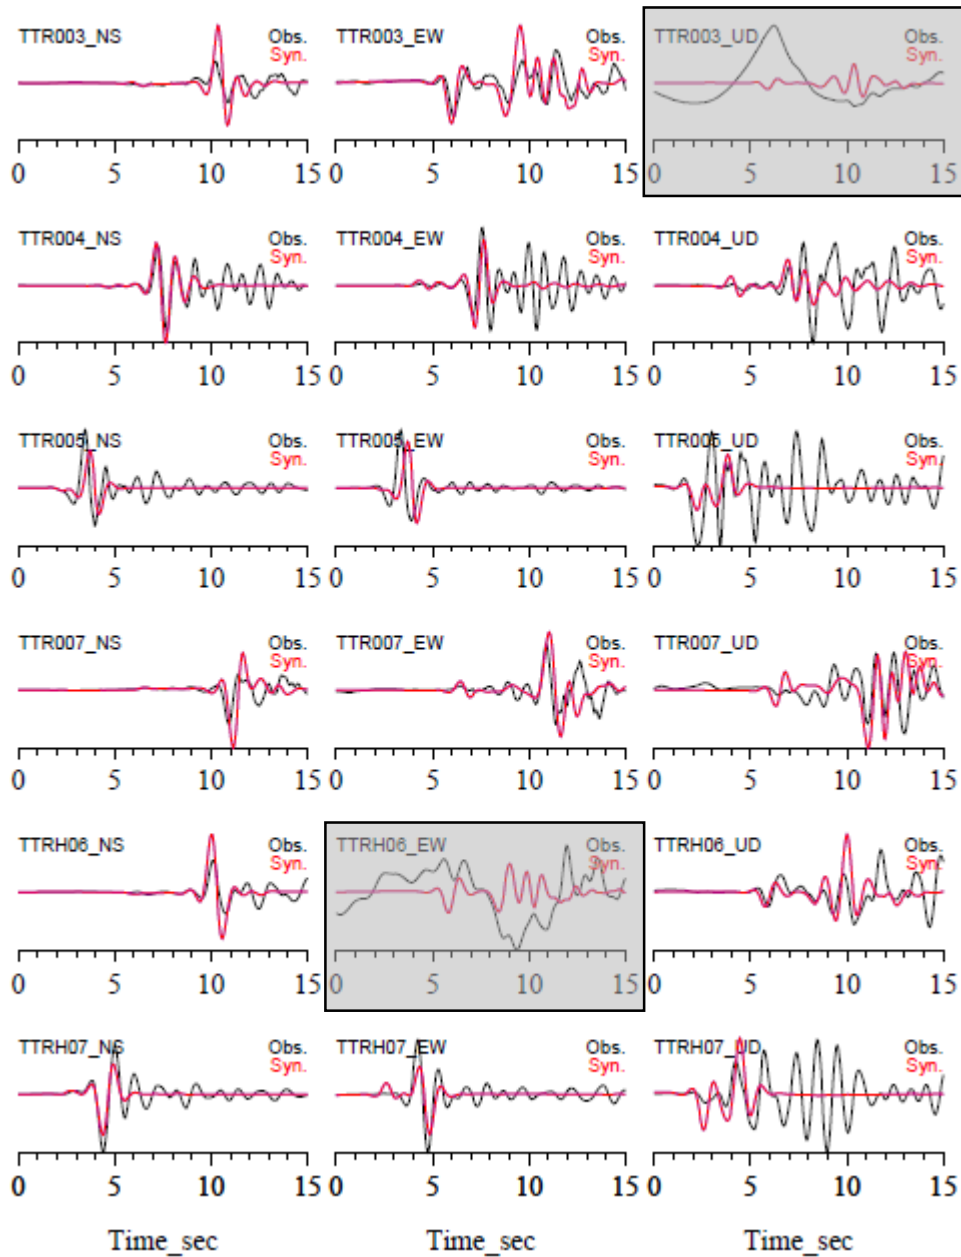 TTR003_NS Obs. TTR003_EW Obs. TTR003_UD Obs.
Syn. Syn. Syn.
0 5 10 15 0 5 10 15 0 5 10 15
TTR004_NS Obs. TTR004_EW Obs. TTR004_UD Obs.
Syn. Syn. Syn.
0 5 10 15 0 5 10 15 0 5 10 15
TTR005_NS Obs. TTR005_EW Obs. TTR005_UD Obs.
Syn. Syn. Syn.
0 5 10 15 0 5 10 15 0 5 10 15
TTR007_NS Obs. TTR007_EW Obs. TTR007_UD Obs.
Syn. Syn. Syn.
0 5 10 15 0 5 10 15 0 5 10 15
TTRH06_NS Obs. TTRH06_EW Obs. TTRH06_UD Obs.
Syn. Syn. Syn.
0 5 10 15 0 5 10 15 0 5 10 15
TTRH07_NS Obs. TTRH07_EW Obs. TTRH07_UD Obs.
Syn. Syn. Syn.
0 5 10 15 0 5 10 15 0 5 10 15
Time_sec Time_sec Time_sec